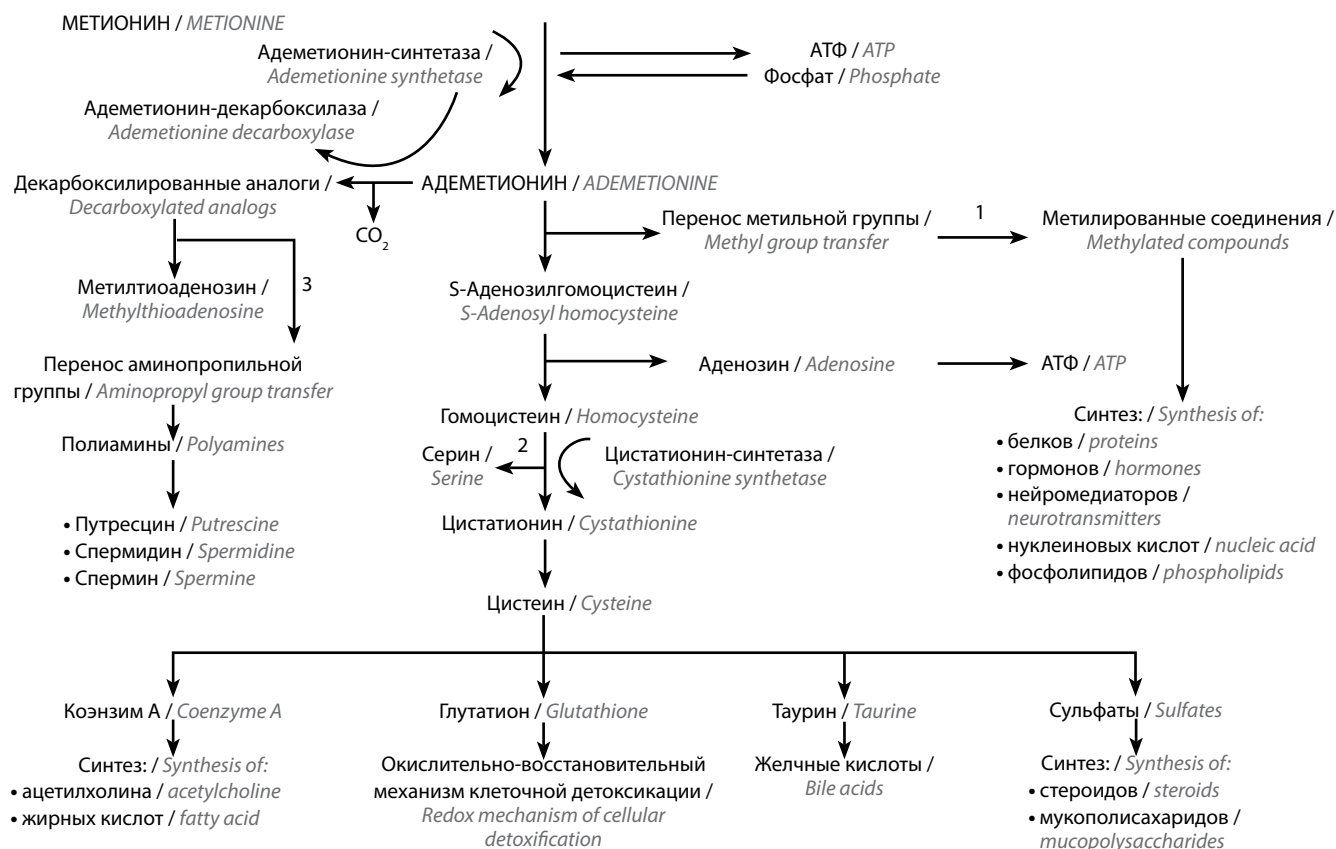 МЕТИОНИН / METIONINE
Адеметионин-синтетаза /
Ademetionine synthetase
АТФ / ATP
Фосфат / Phosphate
Адеметионин-декарбоксилаза /
Ademetionine decarboxylase
Декарбоксилированные аналоги /
Decarboxylated analogs
АДЕМЕТИОНИН / ADEMETIONINE
CO2
Перенос метильной группы /
Methyl group transfer
1
Метилированные соединения /
Methylated compounds
Метилтиоаденозин /
Methylthioadenosine
3
S-Аденозилгомоцистеин /
S-Adenosyl homocysteine
Перенос аминопропильной
группы / Aminopropyl group transfer
Аденозин / Adenosine
АТФ / ATP
Гомоцистеин / Homocysteine
Полиамины / Polyamines
Серин /
Serine
2
Цистатионин-синтетаза /
Cystathionine synthetase
Синтез: / Synthesis of:
• белков / proteins
• гормонов / hormones
• нейромедиаторов /
neurotransmitters
• нуклеиновых кислот / nucleic acid
• фосфолипидов / phospholipids
• Путресцин / Putrescine
• Спермидин / Spermidine
• Спермин / Spermine
Цистатионин / Cystathionine
Цистеин / Cysteine
Коэнзим А / Coenzyme A
Глутатион / Glutathione
Таурин / Taurine
Сульфаты / Sulfates
Синтез: / Synthesis of:
• ацетилхолина / acetylcholine
• жирных кислот / fatty acid
Окислительно-восстановительный
механизм клеточной детоксикации /
Redox mechanism of cellular
detoxification
Желчные кислоты /
Bile acids
Синтез: / Synthesis of:
• стероидов / steroids
• мукополисахаридов /
mucopolysaccharides